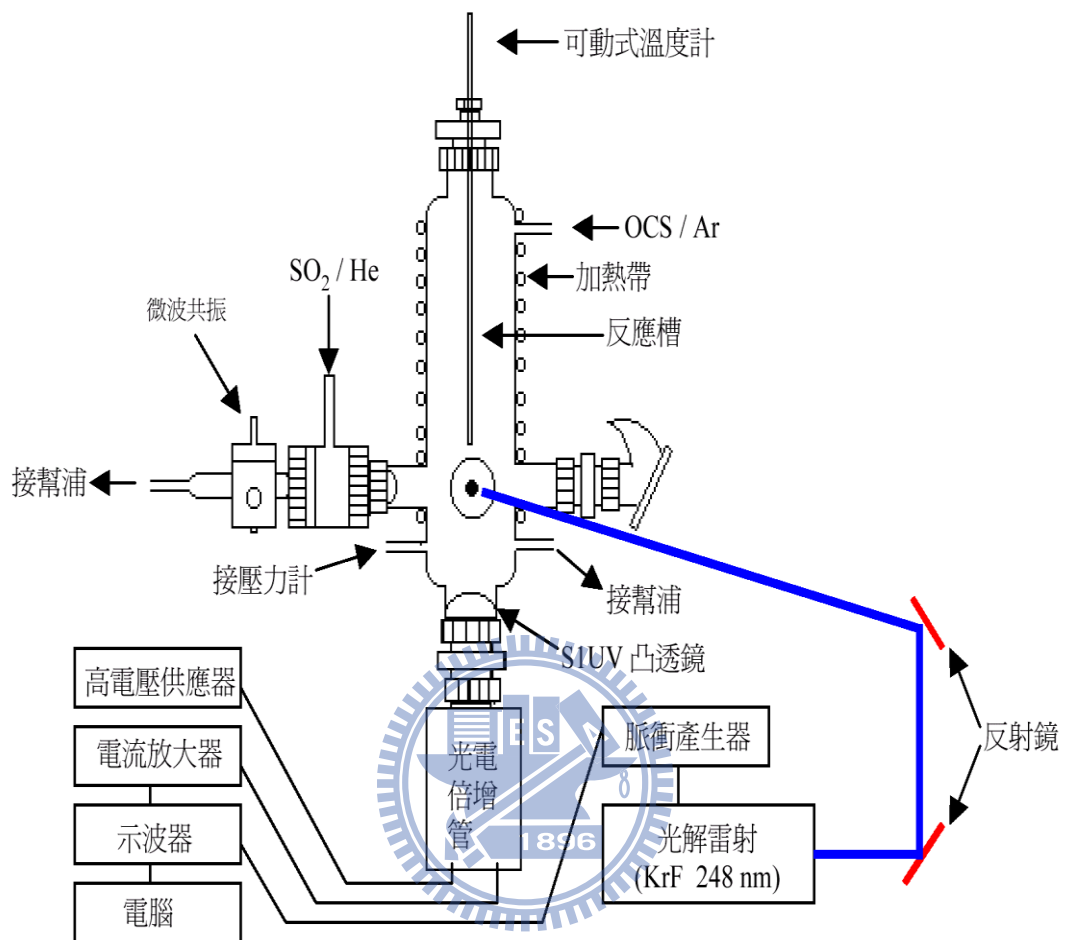 可動式溫度計
OCS / Ar
SO2 / He
加熱帶
微波共振
反應槽
接幫浦
接壓力計
接幫浦
S1UV 凸透鏡
高電壓供應器
電流放大器
示波器
電腦
光電
倍增
管
脈衝產生器
光解雷射
(KrF 248 nm)
反射鏡
ES
1896